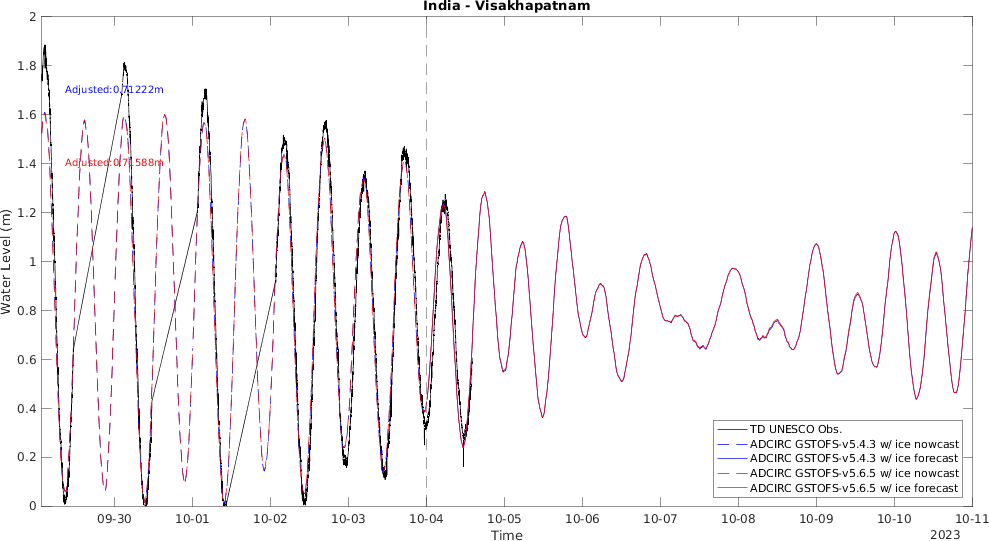 India - Visakhapatnam
Water Level (m)
2
1.8
1.6
1.4
1.2
1
0.8
0.6
0.4
0.2
0
Adjusted:0.71222m
Adjusted:0.71588m
TD UNESCO Obs.
ADCIRC GSTOFS-v5.4.3 w/ ice nowcast
ADCIRC GSTOFS-v5.4.3 w/ ice forecast
ADCIRC GSTOFS-v5.6.5 w/ ice nowcast
ADCIRC GSTOFS-v5.6.5 w/ ice forecast
09-30 10-01 10-02 10-03 10-04 10-05 10-06 10-07 10-08 10-09 10-10 10-11
Time
2023